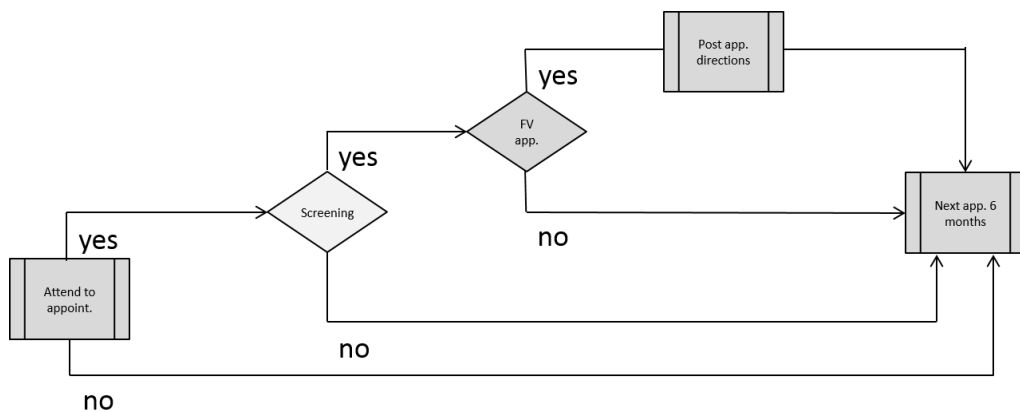 Post app.
directions
yes
FV
app.
yes
Screening
Next app. 6
months
no
yes
Attend to
appoint.
no
no